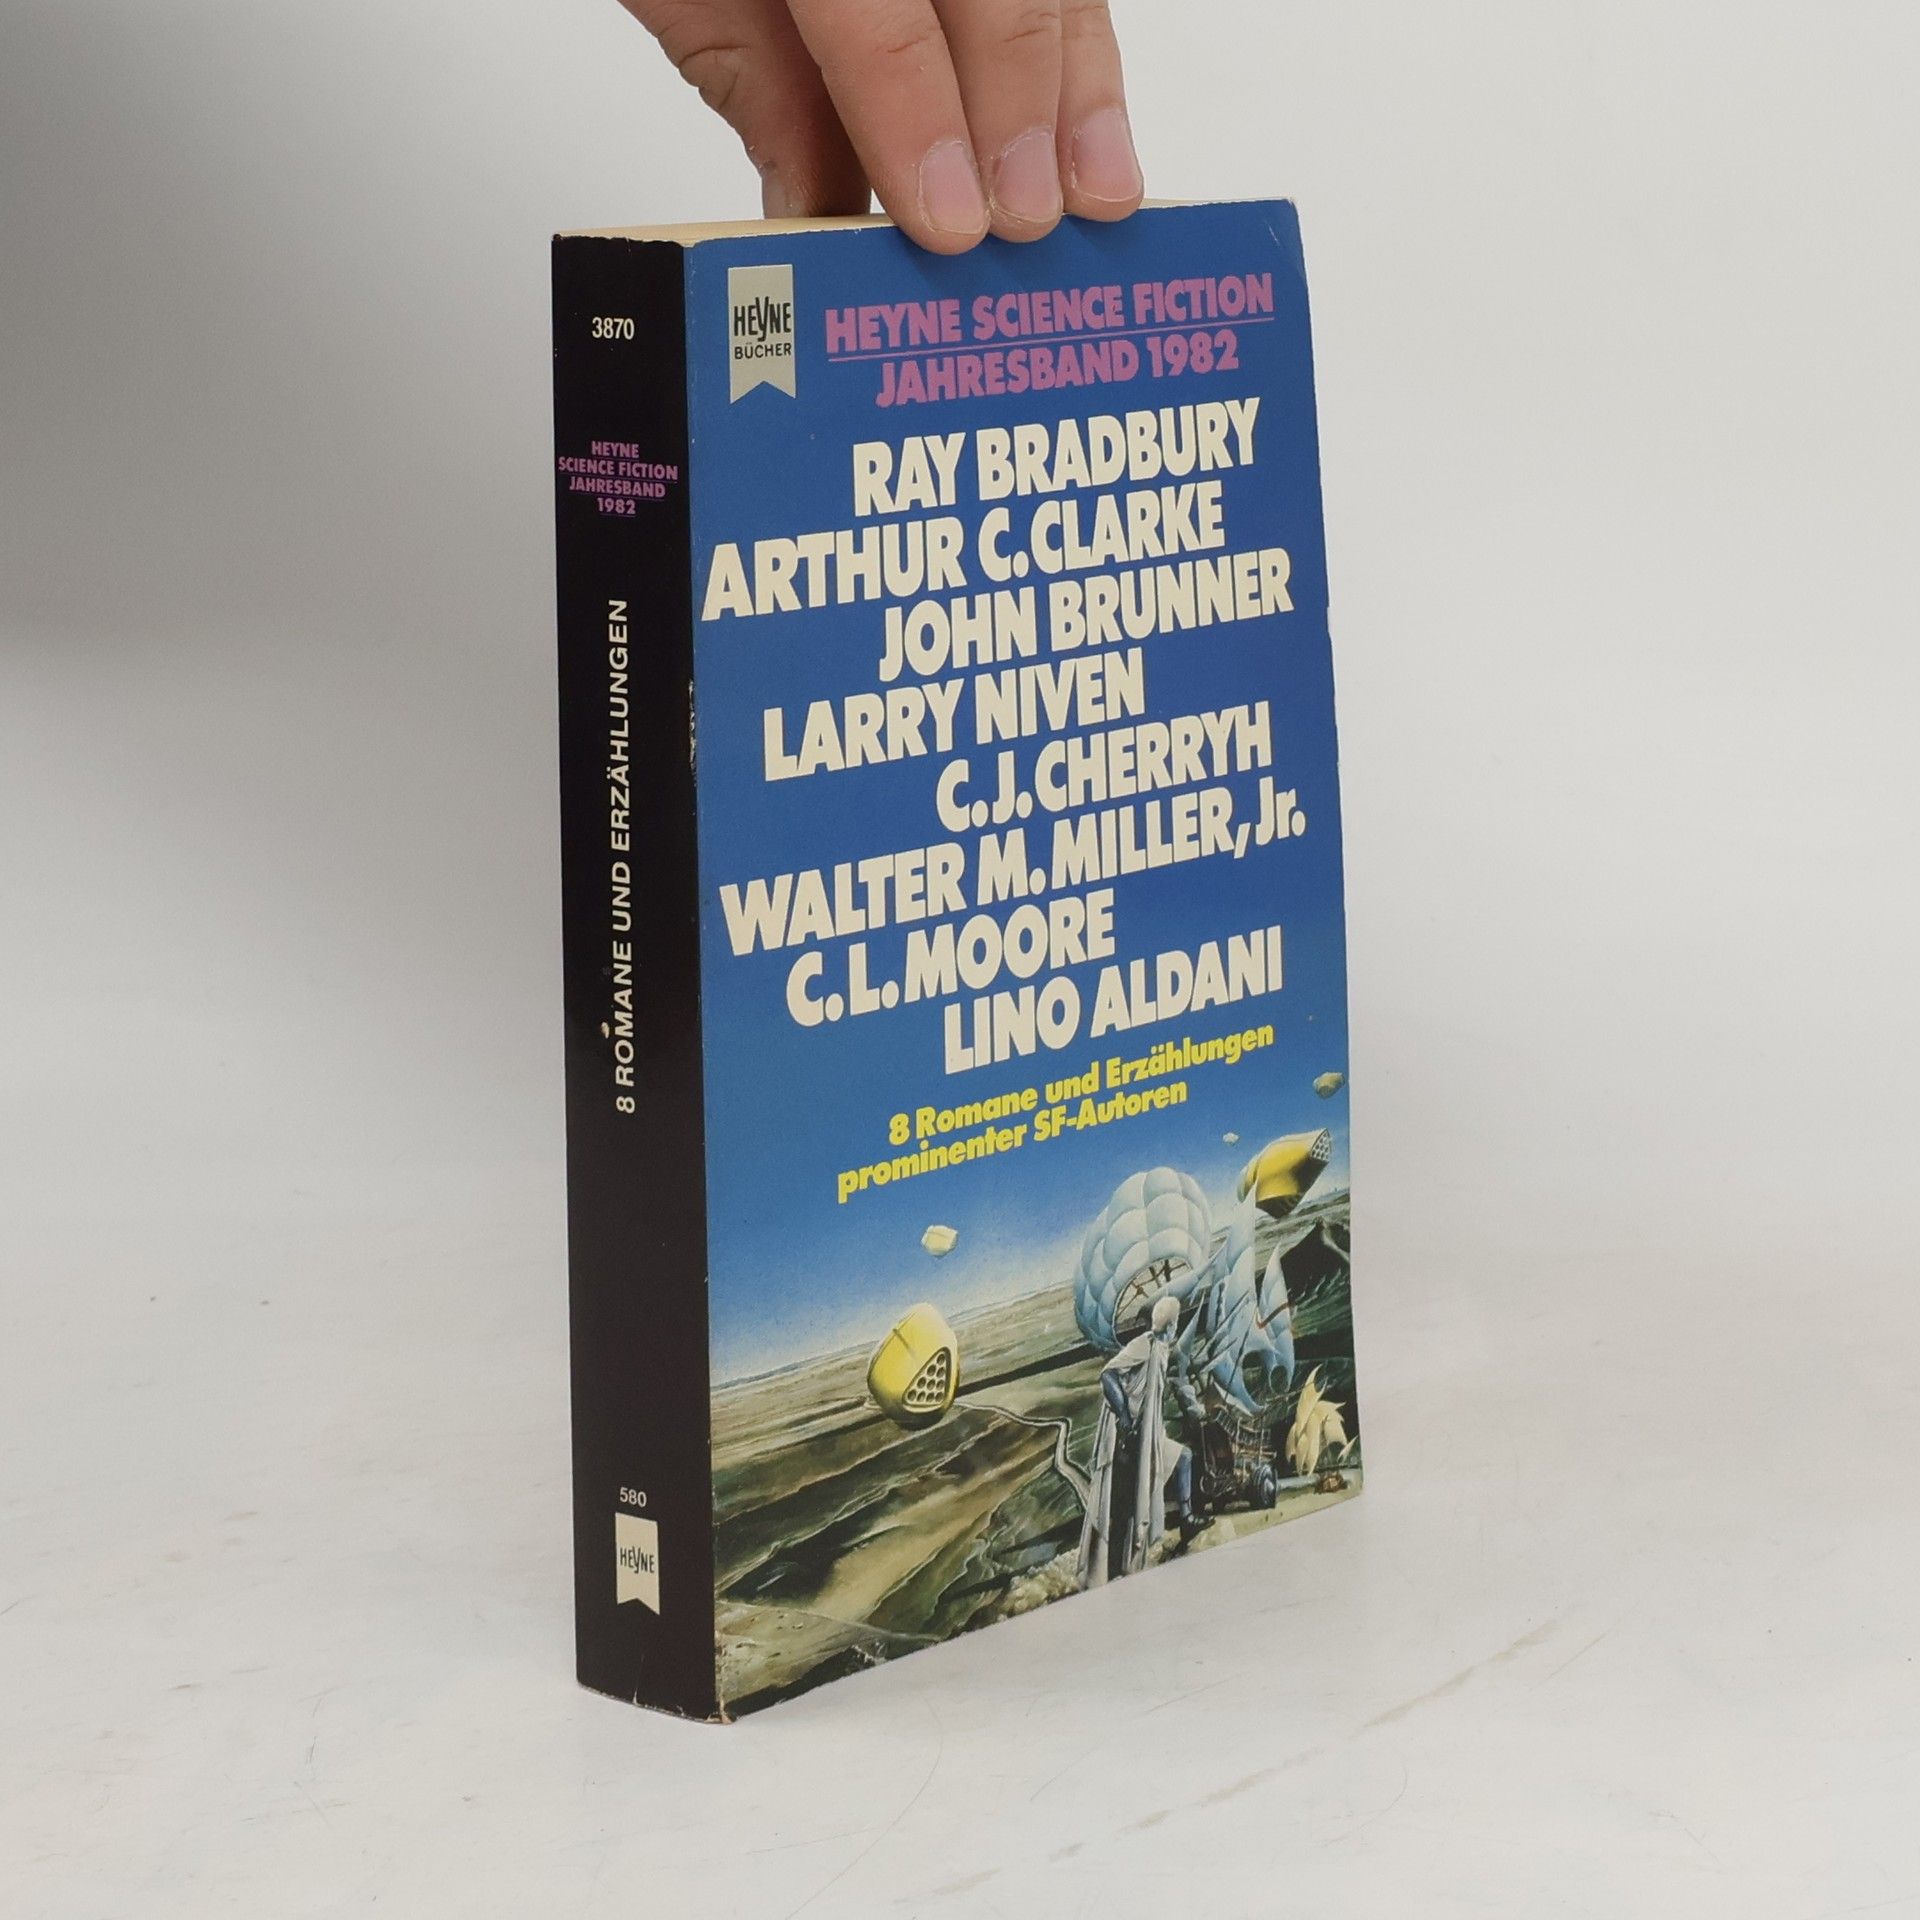 3870
HEYNE
SCIENCE FICTION
JAHRESBAND
1982
8 ROMANE UND ERZÄHLUNGEN
580
HEYNE
HEYNE
BÜCHER
HEYNE SCIENCE FICTION
JAHRESBAND 1982
RAY BRADBURY
ARTHUR C. CLARKE
JOHN BRUNNER
LARRY NIVEN
C. J. CHERRYH
WALTER M. MILLER, Jr.
C. L. MOORE
LINO ALDANI
8 Romane und Erzählungen
prominenter SF-Autoren